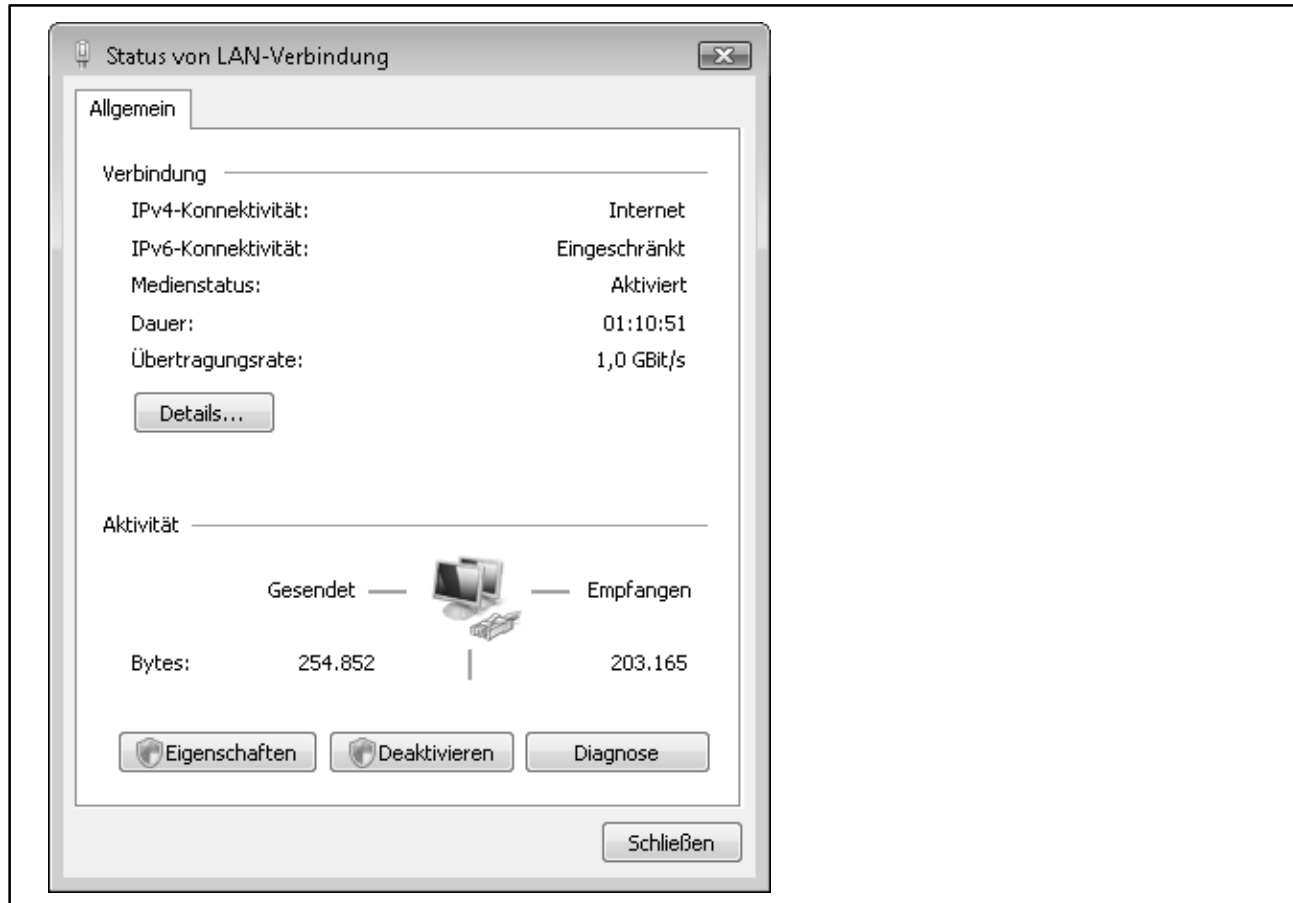 Status von LAN-Verbindung
Allgemein
Verbindung
IPv4-Konnektivität: Internet
IPv6-Konnektivität: Eingeschränkt
Medienstatus: Aktiviert
Dauer: 01:10:51
Übertragungsrate: 1,0 GBit/s
Details...
Aktivität
Gesendet Empfangen
Bytes: 254.852 203.165
Eigenschaften Deaktivieren Diagnose
Schließen